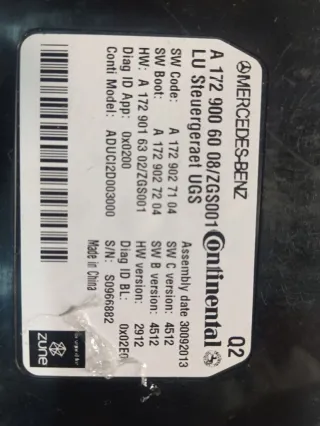 MERCEDES-BENZ
Q2
A 172 900 60 08/ZGS001 Continental
LU Steuergeraet UGS
Assembly date 30092013
SW Code: A 172 902 71 04 SW C version: 4512
SW Boot: A 172 902 72 04 SW B version: 4512
HW: A 172 901 63 02/ZGS001 HW version: 2912
Diag ID App: 0x0200 Diag ID BL: 0x02E0
Conti Model: ADUCI2D003000 S/N: S0966882
Made in China
zune